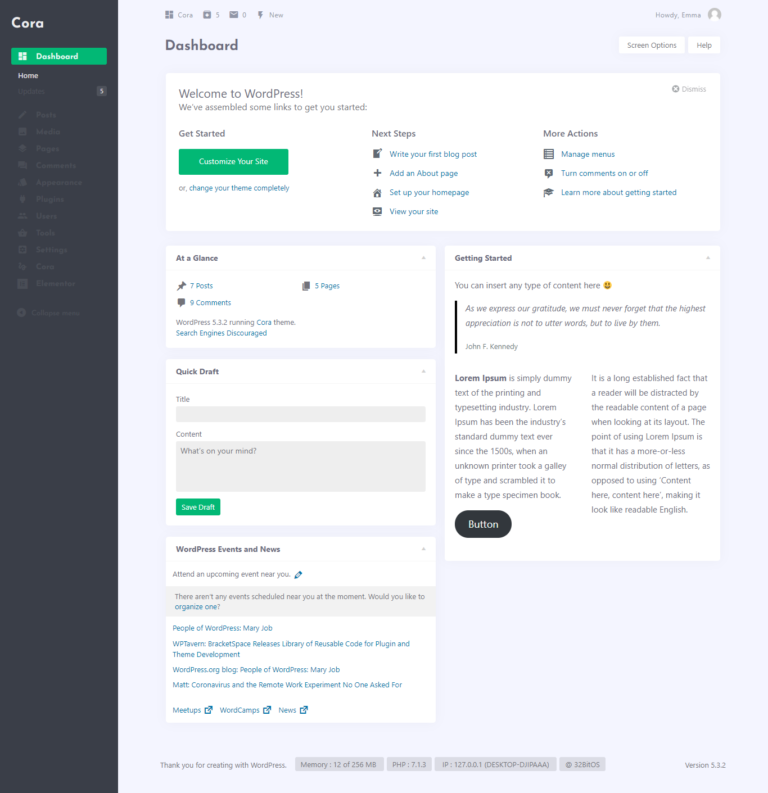 Cora
Dashboard
Home
Updates 5
Posts
Media
Pages
Comments
Appearance
Plugins
Users
Tools
Settings
Cora
Elementor
Collapse menu
Cora 5 0 New
Howdy, Emma
Dashboard
Screen Options
Help
Welcome to WordPress!
We've assembled some links to get you started:
Dismiss
Get Started
Customize Your Site
or, change your theme completely
Next Steps
Write your first blog post
Add an About page
Set up your homepage
View your site
More Actions
Manage menus
Turn comments on or off
Learn more about getting started
At a Glance
7 Posts
5 Pages
9 Comments
WordPress 5.3.2 running Cora theme.
Search Engines Discouraged
Quick Draft
Title
Content
What's on your mind?
Save Draft
WordPress Events and News
Attend an upcoming event near you.
There aren't any events scheduled near you at the moment. Would you like to
organize one?
People of WordPress: Mary Job
WPTavern: BracketSpace Releases Library of Reusable Code for Plugin and
Theme Development
WordPress.org blog: People of WordPress: Mary Job
Matt: Coronavirus and the Remote Work Experiment No One Asked For
Meetups WordCamps News
Getting Started
You can insert any type of content here 😃
As we express our gratitude, we must never forget that the highest
appreciation is not to utter words, but to live by them.
John F. Kennedy
Lorem Ipsum is simply dummy
text of the printing and
typesetting industry. Lorem
Ipsum has been the industry's
standard dummy text ever
since the 1500s, when an
unknown printer took a galley
of type and scrambled it to
make a type specimen book.
Button
It is a long established fact that
a reader will be distracted by
the readable content of a page
when looking at its layout. The
point of using Lorem Ipsum is
that it has a more-or-less
normal distribution of letters, as
opposed to using 'Content
here, content here', making it
look like readable English.
Thank you for creating with WordPress.
Memory : 12 of 256 MB
PHP : 7.1.3
IP : 127.0.0.1 (DESKTOP-DJIPAAA)
@ 32BitOS
Version 5.3.2